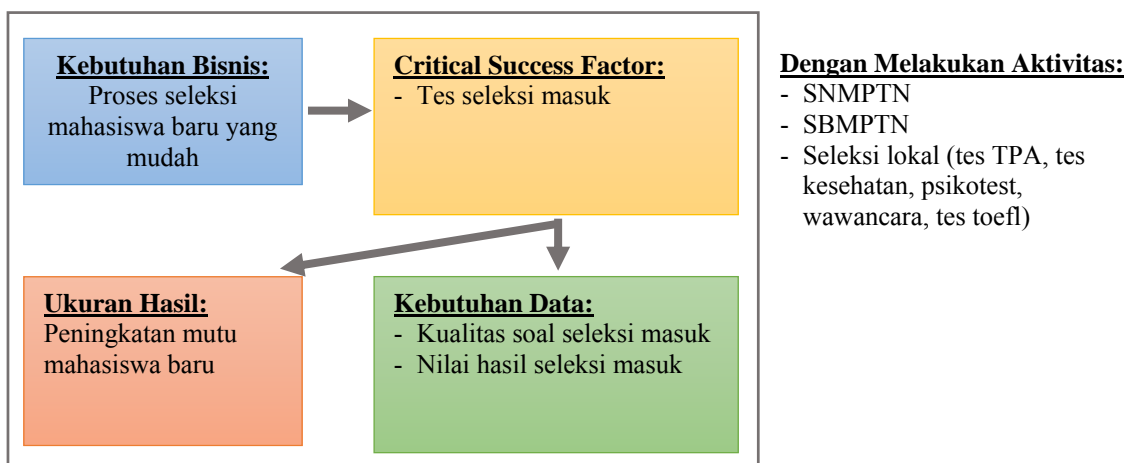 Kebutuhan Bisnis:
Proses seleksi
mahasiswa baru yang
mudah
Critical Success Factor:
- Tes seleksi masuk
Dengan Melakukan Aktivitas:
- SNMPTN
- SBMPTN
- Seleksi lokal (tes TPA, tes
kesehatan, psikotest,
wawancara, tes toefl)
Ukuran Hasil:
Peningkatan mutu
mahasiswa baru
Kebutuhan Data:
- Kualitas soal seleksi masuk
- Nilai hasil seleksi masuk